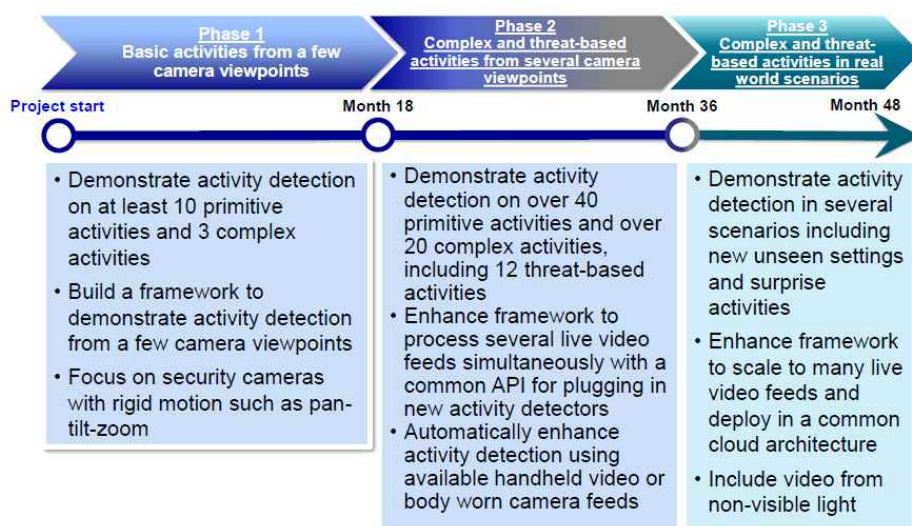 Phase 1
Basic activities from a few
camera viewpoints
Phase 2
Complex and threat-based
activities from several camera
viewpoints
Phase 3
Complex and threat-
based activities in real
world scenarios
Project start
Month 18
Month 36
Month 48
• Demonstrate activity detection
on at least 10 primitive
activities and 3 complex
activities
• Build a framework to
demonstrate activity detection
from a few camera viewpoints
• Focus on security cameras
with rigid motion such as pan-
tilt-zoom
• Demonstrate activity
detection on over 40
primitive activities and over
20 complex activities,
including 12 threat-based
activities
• Enhance framework to
process several live video
feeds simultaneously with a
common API for plugging in
new activity detectors
• Automatically enhance
activity detection using
available handheld video or
body worn camera feeds
• Demonstrate activity
detection in several
scenarios including
new unseen settings
and surprise
activities
• Enhance framework
to scale to many live
video feeds and
deploy in a common
cloud architecture
• Include video from
non-visible light